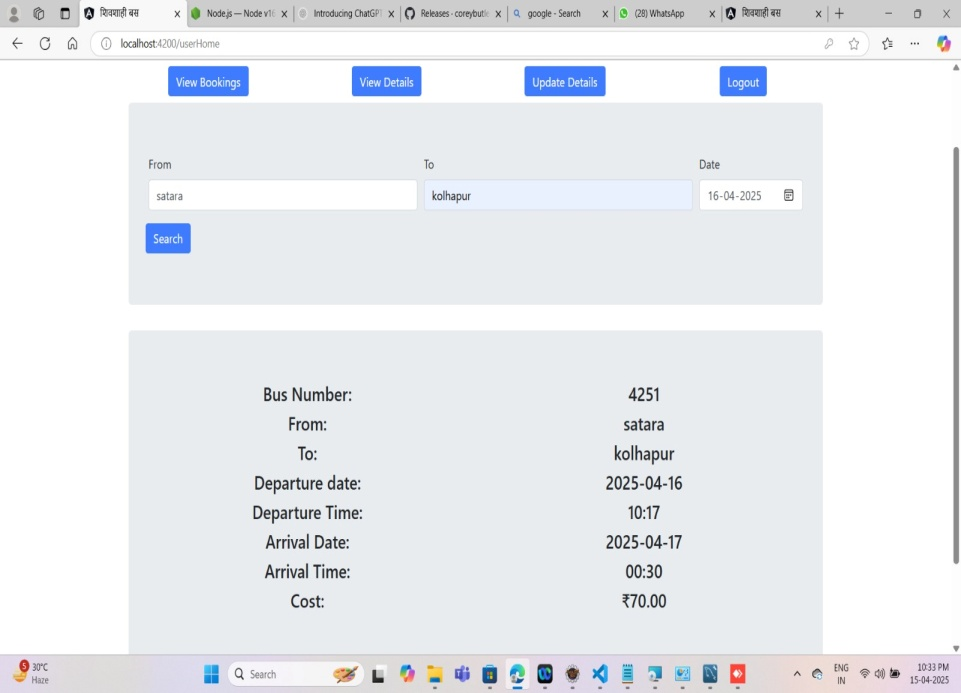 शिवशाही बस
Node.js — Node v16
Introducing ChatGPT
Releases - coreybutle
google - Search
(28) WhatsApp
शिवशाही बस
localhost:4200/userHome
View Bookings View Details Update Details Logout
From To Date
satara kolhapur 16-04-2025
Search
Bus Number: 4251
From: satara
To: kolhapur
Departure date: 2025-04-16
Departure Time: 10:17
Arrival Date: 2025-04-17
Arrival Time: 00:30
Cost: ₹70.00
5
30°C
Haze
Search
ENG
IN
10:33 PM
15-04-2025